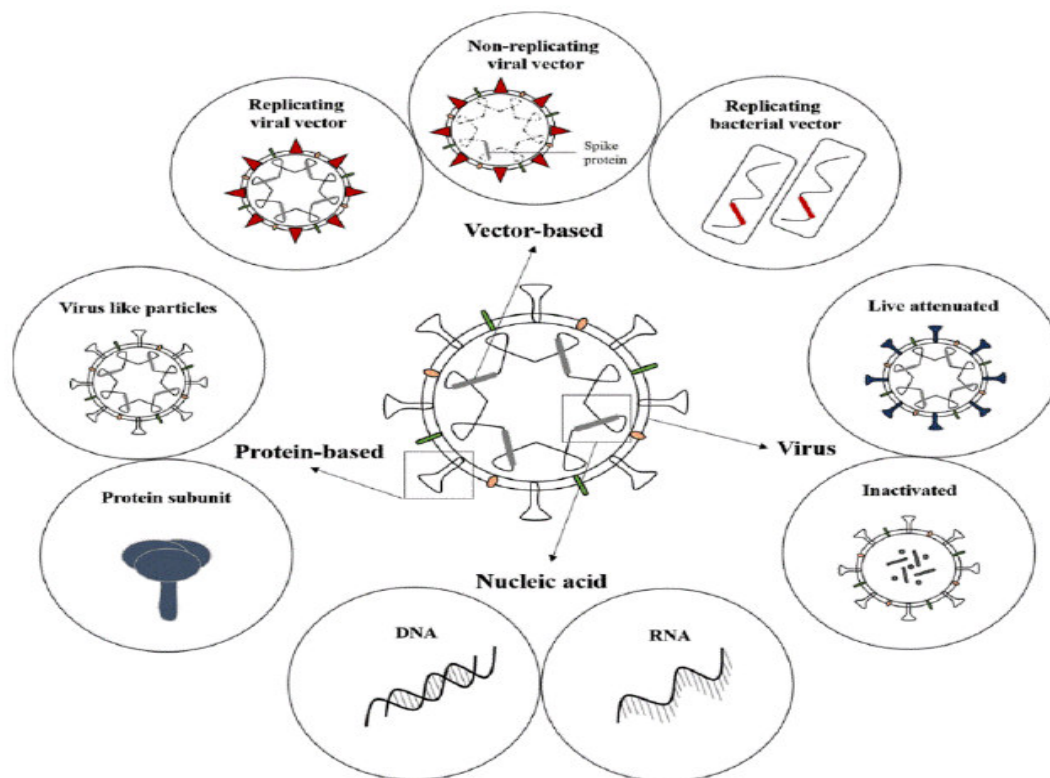 Non-replicating
viral vector
Spike
protein
Replicating
viral vector
Replicating
bacterial vector
Vector-based
Virus like particles
Live attenuated
Protein-based
Virus
Protein subunit
Inactivated
Nucleic acid
DNA
RNA